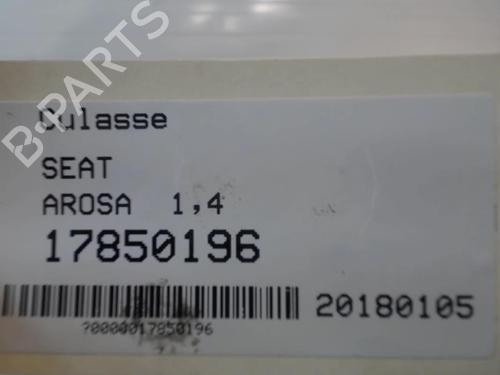 B-PARTS
Culasse
SEAT
AROSA 1,4
17850196
20180105
?0000017850196